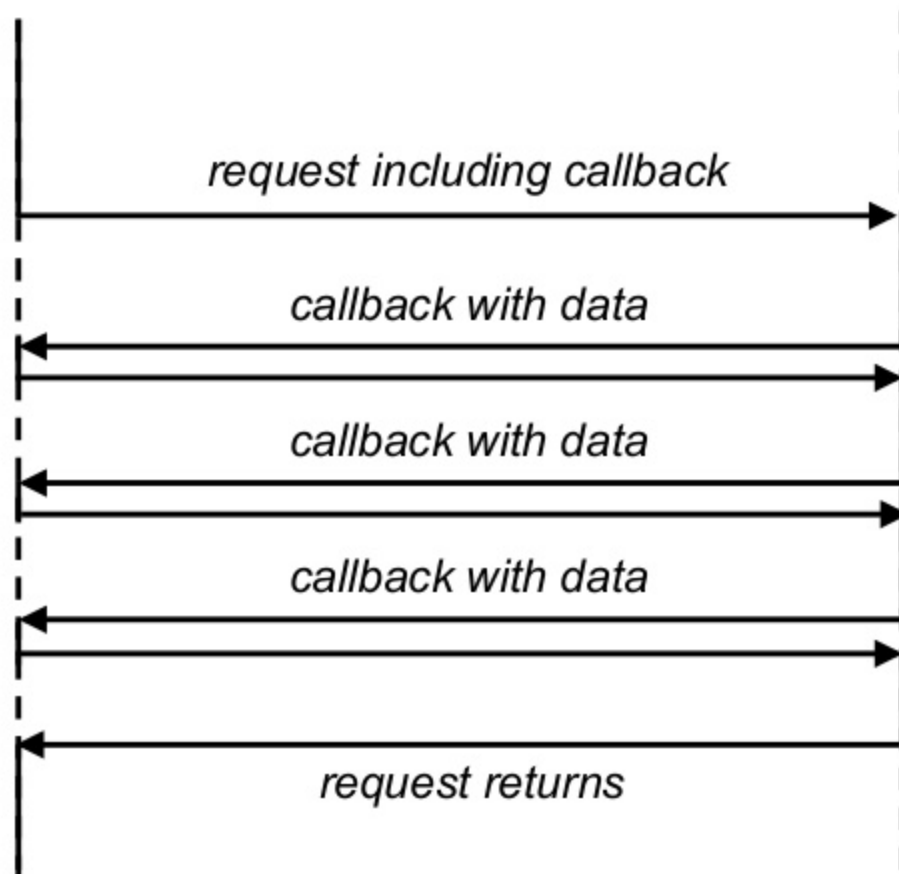 request including callback
callback with data
callback with data
callback with data
request returns